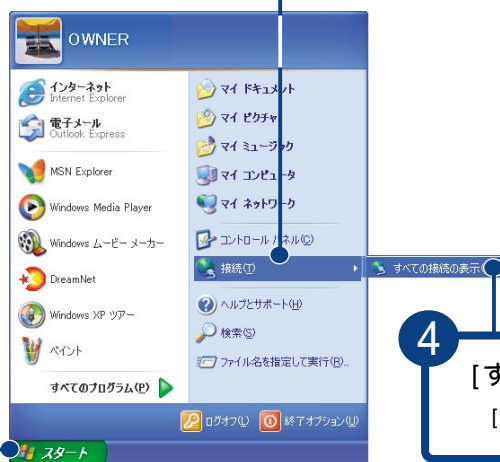 OWNER
インターネット
Internet Explorer
電子メール
Outlook Express
MSN Explorer
Windows Media Player
Windows ムービー メーカー
DreamNet
Windows XP ツアー
ペイント
すべてのプログラム(P)
マイ ドキュメント
マイ ピクチャ
マイ ミュージック
マイ コンピュータ
マイ ネットワーク
コントロール パネル(C)
接続(T)
すべての接続の表示
ヘルプとサポート(H)
検索(S)
ファイル名を指定して実行(R)...
ログオフ(L)
終了オプション(U)
スタート
4
[す
[